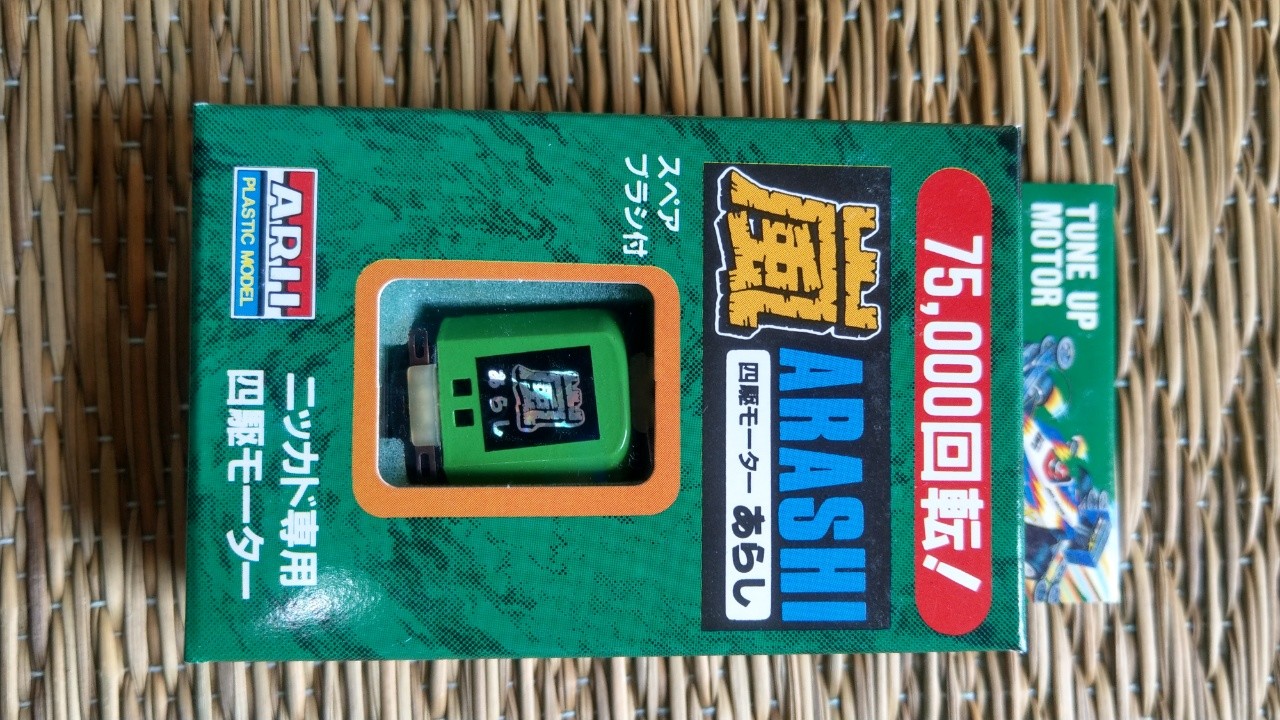 TUNE UP
MOTOR
75,000回転!
嵐
ARASHI
四駆モーター あらし
スペア
ブラシ付
嵐
あらし
ニッカド専用
四駆モーター
ARII
PLASTIC MODEL